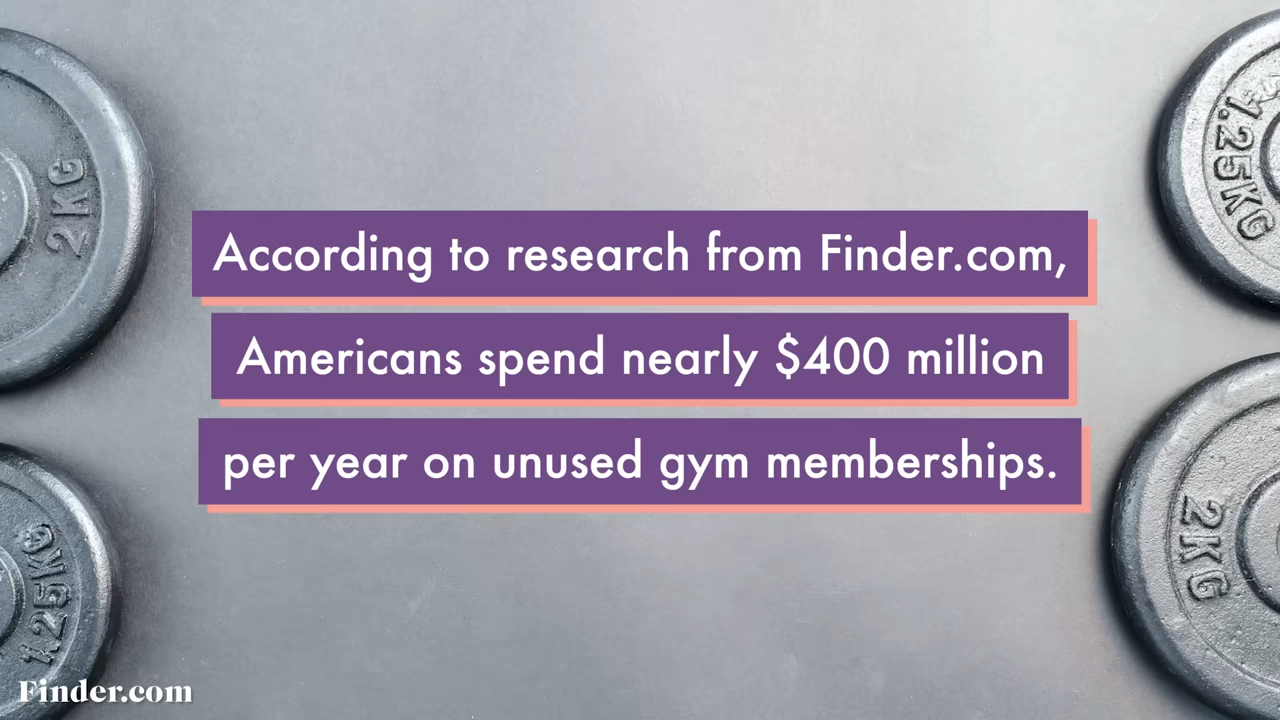 2KG
1.25KG
According to research from Finder.com,
Americans spend nearly $400 million
per year on unused gym memberships.
1.25KG
2KG
Finder.com